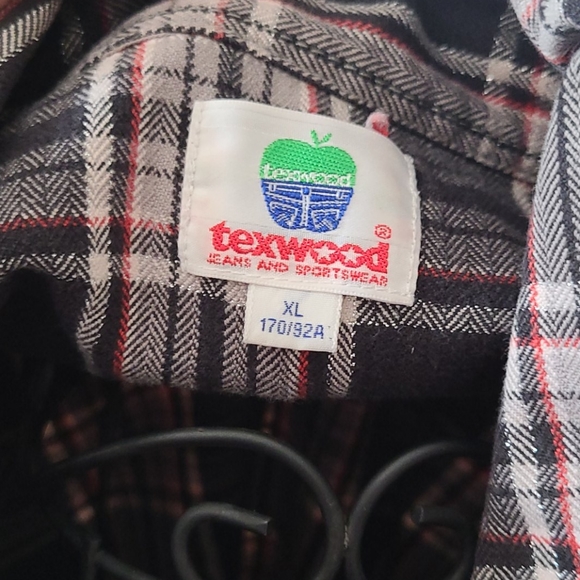 texwood
texwood®
JEANS AND SPORTSWEAR
XL
170/92A